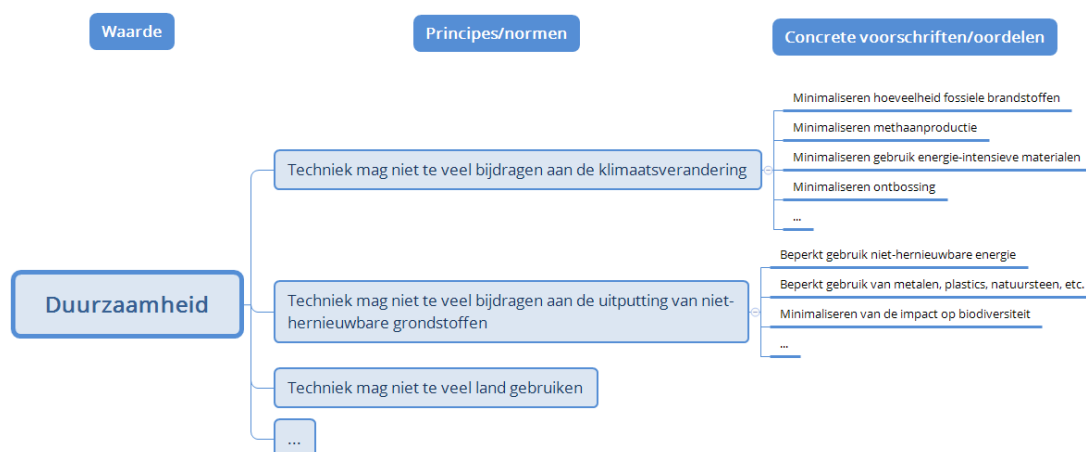 Waarde
Principes/normen
Concrete voorschriften/oordelen
Duurzaamheid
Techniek mag niet te veel bijdragen aan de klimaatsverandering
Minimaliseren hoeveelheid fossiele brandstoffen
Minimaliseren methaanproductie
Minimaliseren gebruik energie-intensieve materialen
Minimaliseren ontbossing
...
Techniek mag niet te veel bijdragen aan de uitputting van niet-
hernieuwbare grondstoffen
Beperkt gebruik niet-hernieuwbare energie
Beperkt gebruik van metalen, plastics, natuursteen, etc.
Minimaliseren van de impact op biodiversiteit
...
Techniek mag niet te veel land gebruiken
...